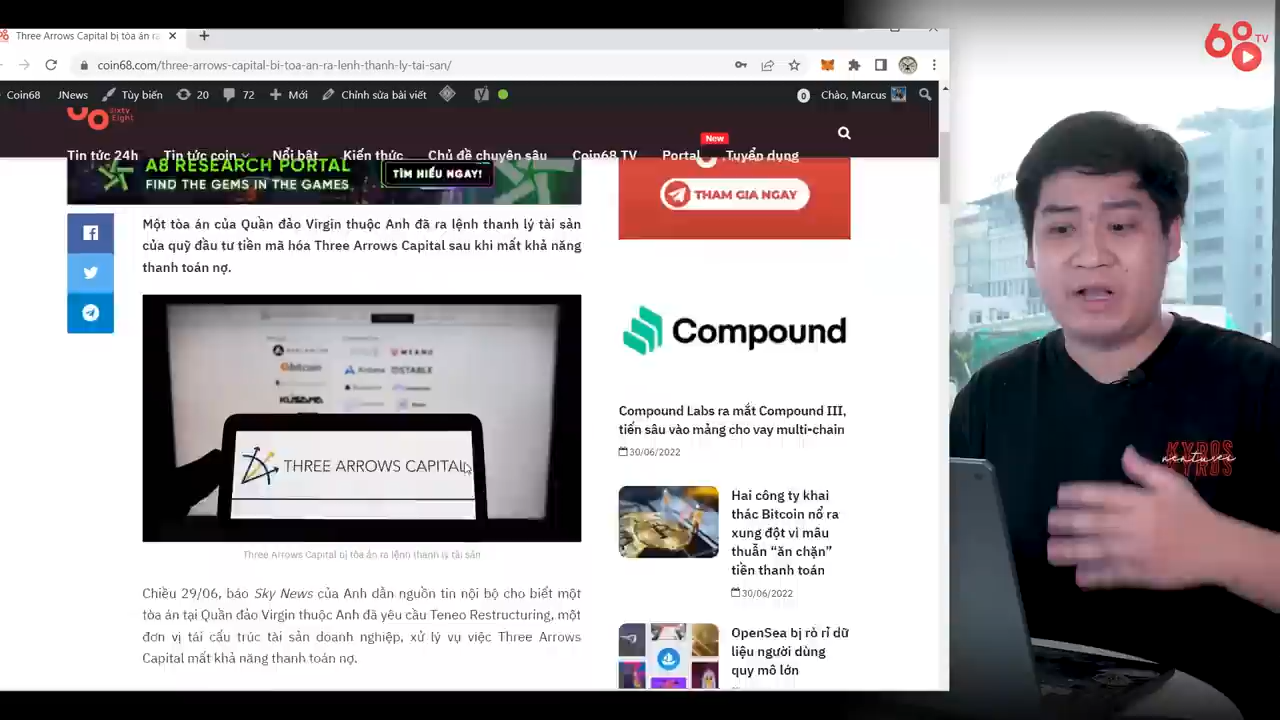 Three Arrows Capital bị tòa án ra
coin68.com/three-arrows-capital-bi-toa-an-ra-lenh-thanh-ly-tai-san/
Coin68 JNews Tùy biến 20 72 Mới Chỉnh sửa bài viết 0 Chào, Marcus
Sixty
Eight
New
Tin tức 24h Tin tức coin Nổi bật Kiến thức Chủ đề chuyên sâu Coin68 TV Portal Tuyển dụng
A8 RESEARCH PORTAL
FIND THE GEMS IN THE GAMES
TÌM HIỂU NGAY!
THAM GIA NGAY
Một tòa án của Quần đảo Virgin thuộc Anh đã ra lệnh thanh lý tài sản
của quỹ đầu tư tiền mã hóa Three Arrows Capital sau khi mất khả năng
thanh toán nợ.
bitcoin
KUSAMA
THREE ARROWS CAPITAL
Three Arrows Capital bị tòa án ra lệnh thanh lý tài sản
Chiều 29/06, báo Sky News của Anh dẫn nguồn tin nội bộ cho biết một
tòa án tại Quần đảo Virgin thuộc Anh đã yêu cầu Teneo Restructuring, một
đơn vị tái cấu trúc tài sản doanh nghiệp, xử lý vụ việc Three Arrows
Capital mất khả năng thanh toán nợ.
Compound
Compound Labs ra mắt Compound III,
tiến sâu vào mảng cho vay multi-chain
30/06/2022
Hai công ty khai
thác Bitcoin nổ ra
xung đột vì mâu
thuẫn “ăn chặn”
tiền thanh toán
30/06/2022
OpenSea bị rò rỉ dữ
liệu người dùng
quy mô lớn
68 TV
KYROS
ventures
KYROS